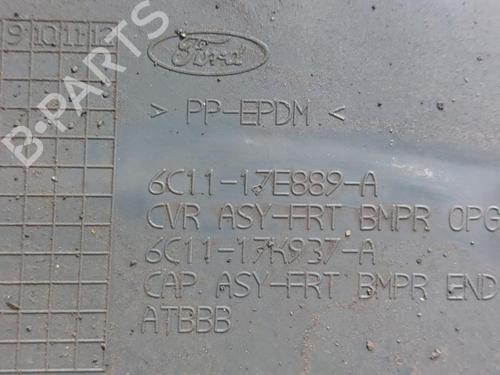 9 10 11 12
Ford
> PP-EPDM <
6C11-17E889-A
CVR ASY-FRT BMPR OPG
6C11-17K937-A
CAP ASY-FRT BMPR END
ATBBB
B-PARTS